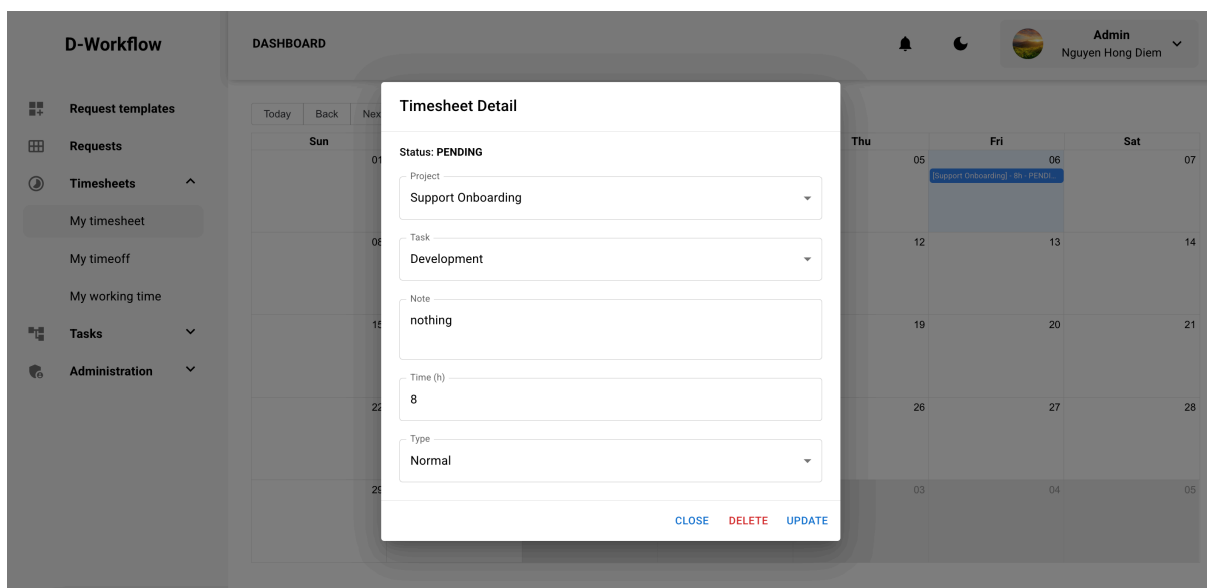 D-Workflow
DASHBOARD
Admin
Nguyen Hong Diem
Request templates
Requests
Timesheets
My timesheet
My timeoff
My working time
Tasks
Administration
Today Back
Sun Thu Fri Sat
01 05 06 07
[Support Onboarding] - 8h - PENDI...
08 12 13 14
15 19 20 21
22 26 27 28
29 03 04 05
Timesheet Detail
Status: PENDING
Project
Support Onboarding
Task
Development
Note
nothing
Time (h)
8
Type
Normal
CLOSE DELETE UPDATE